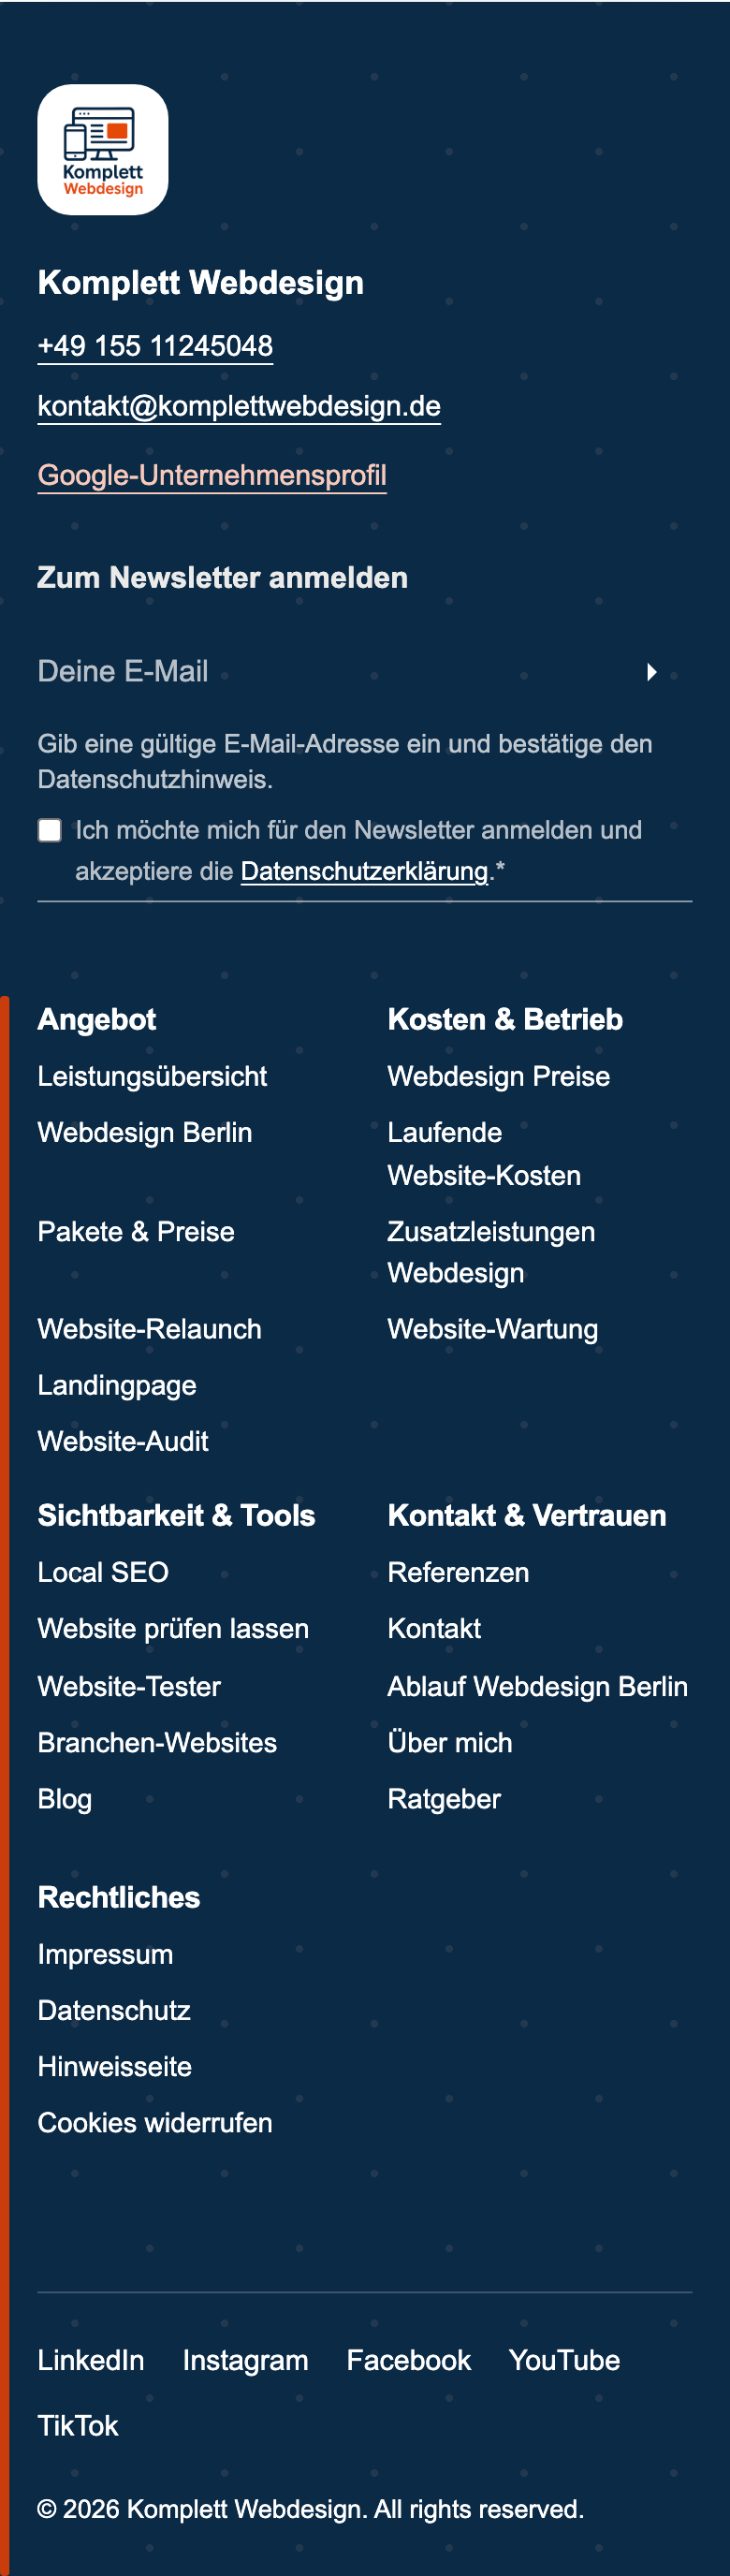 Komplett
Webdesign
Komplett Webdesign
+49 155 11245048
kontakt@komplettwebdesign.de
Google-Unternehmensprofil
Zum Newsletter anmelden
Deine E-Mail
Gib eine gültige E-Mail-Adresse ein und bestätige den
Datenschutzhinweis.
Ich möchte mich für den Newsletter anmelden und
akzeptiere die Datenschutzerklärung.*
Angebot
Leistungsübersicht
Webdesign Berlin
Pakete & Preise
Website-Relaunch
Landingpage
Website-Audit
Kosten & Betrieb
Webdesign Preise
Laufende
Website-Kosten
Zusatzleistungen
Webdesign
Website-Wartung
Sichtbarkeit & Tools
Local SEO
Website prüfen lassen
Website-Tester
Branchen-Websites
Blog
Kontakt & Vertrauen
Referenzen
Kontakt
Ablauf Webdesign Berlin
Über mich
Ratgeber
Rechtliches
Impressum
Datenschutz
Hinweisseite
Cookies widerrufen
LinkedIn Instagram Facebook YouTube
TikTok
© 2026 Komplett Webdesign. All rights reserved.